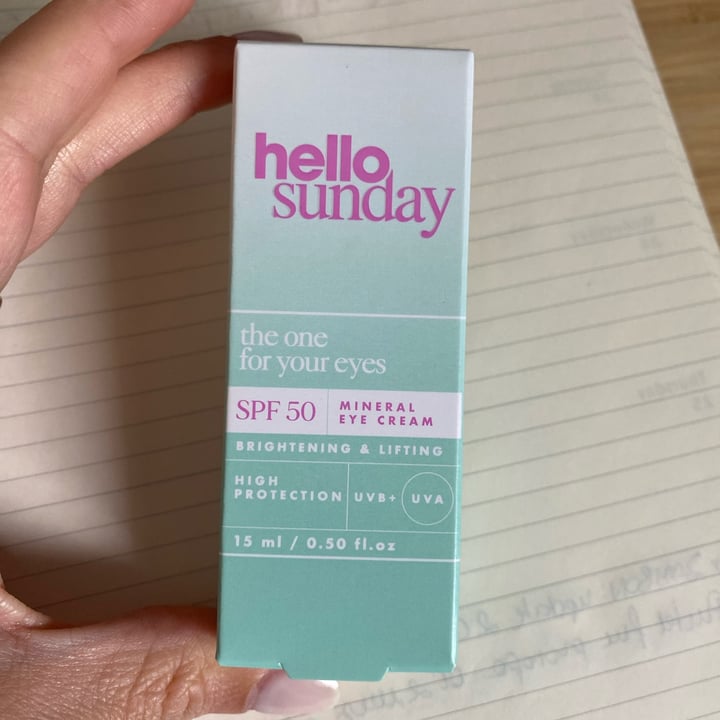 hello
sunday
the one
for your eyes
SPF 50
MINERAL
EYE CREAM
BRIGHTENING & LIFTING
HIGH
PROTECTION
UVB+
UVA
15 ml / 0.50 fl.oz